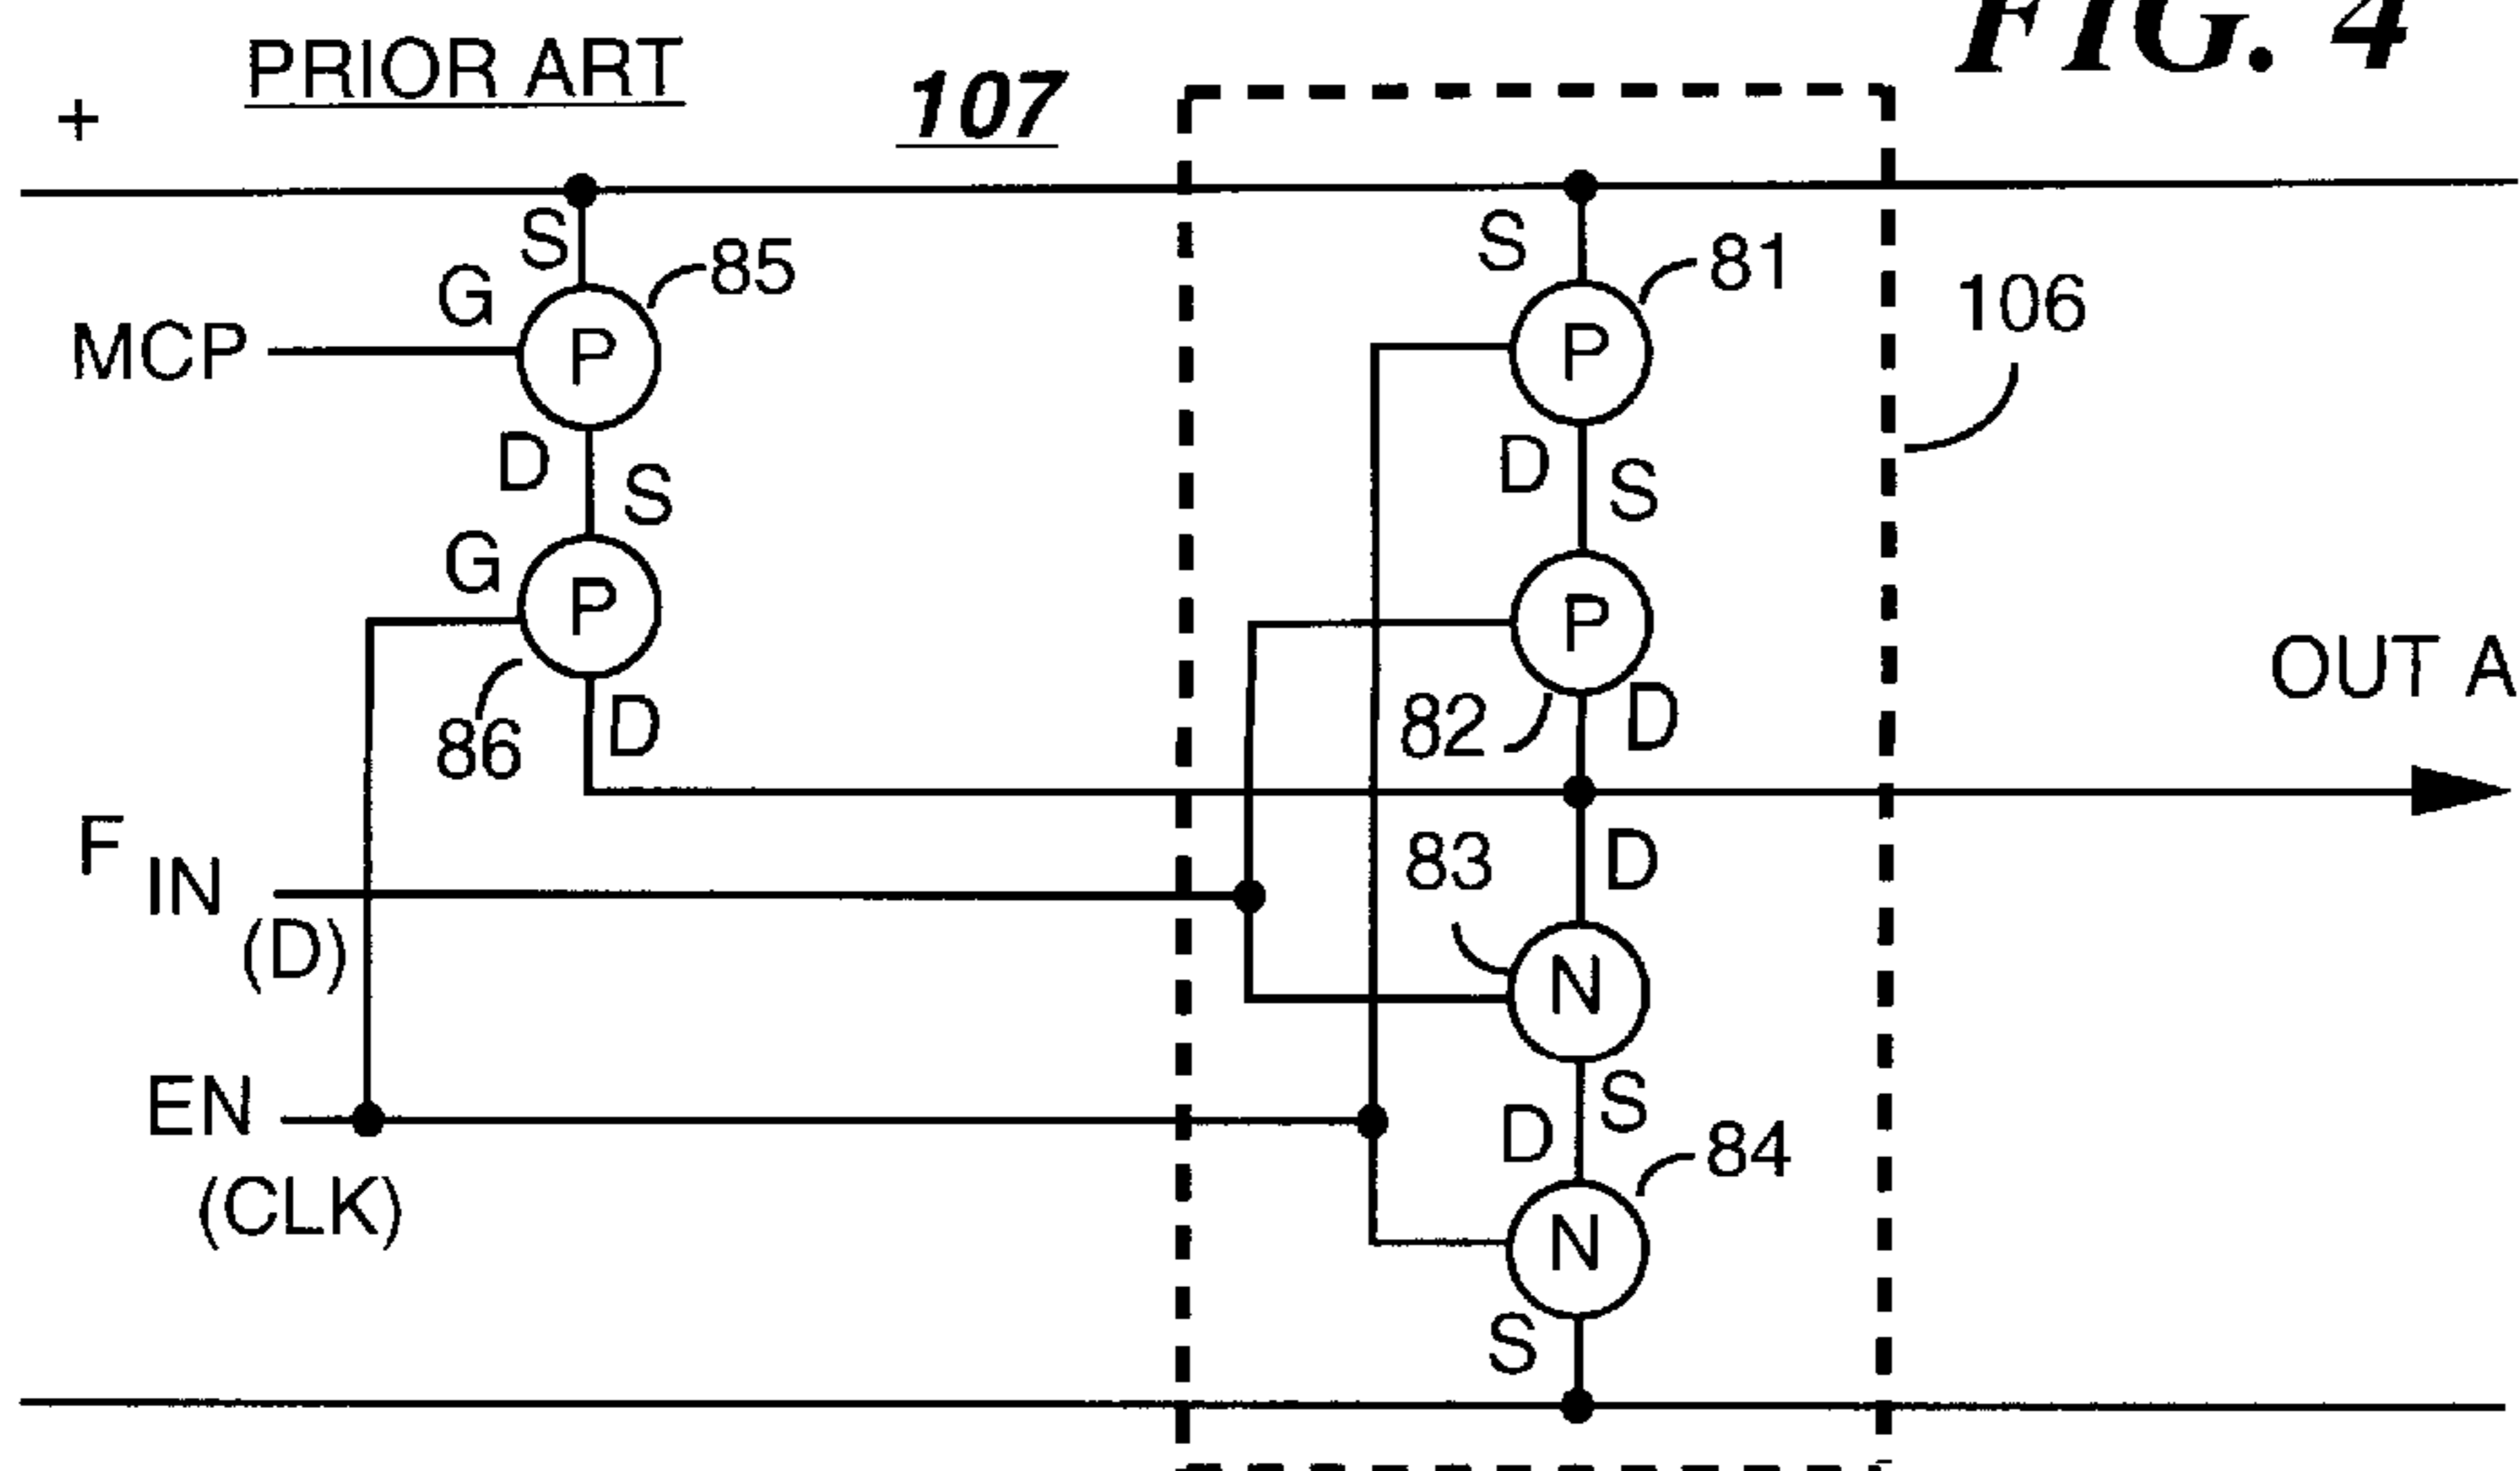 FIG. 4
PRIOR ART
107
+
S
S
85
81
G
106
MCP
P
P
D
S
D
S
G
P
P
OUT A
86
D
82
D
F IN
(D)
83
D
N
EN
(CLK)
S
D
84
N
S